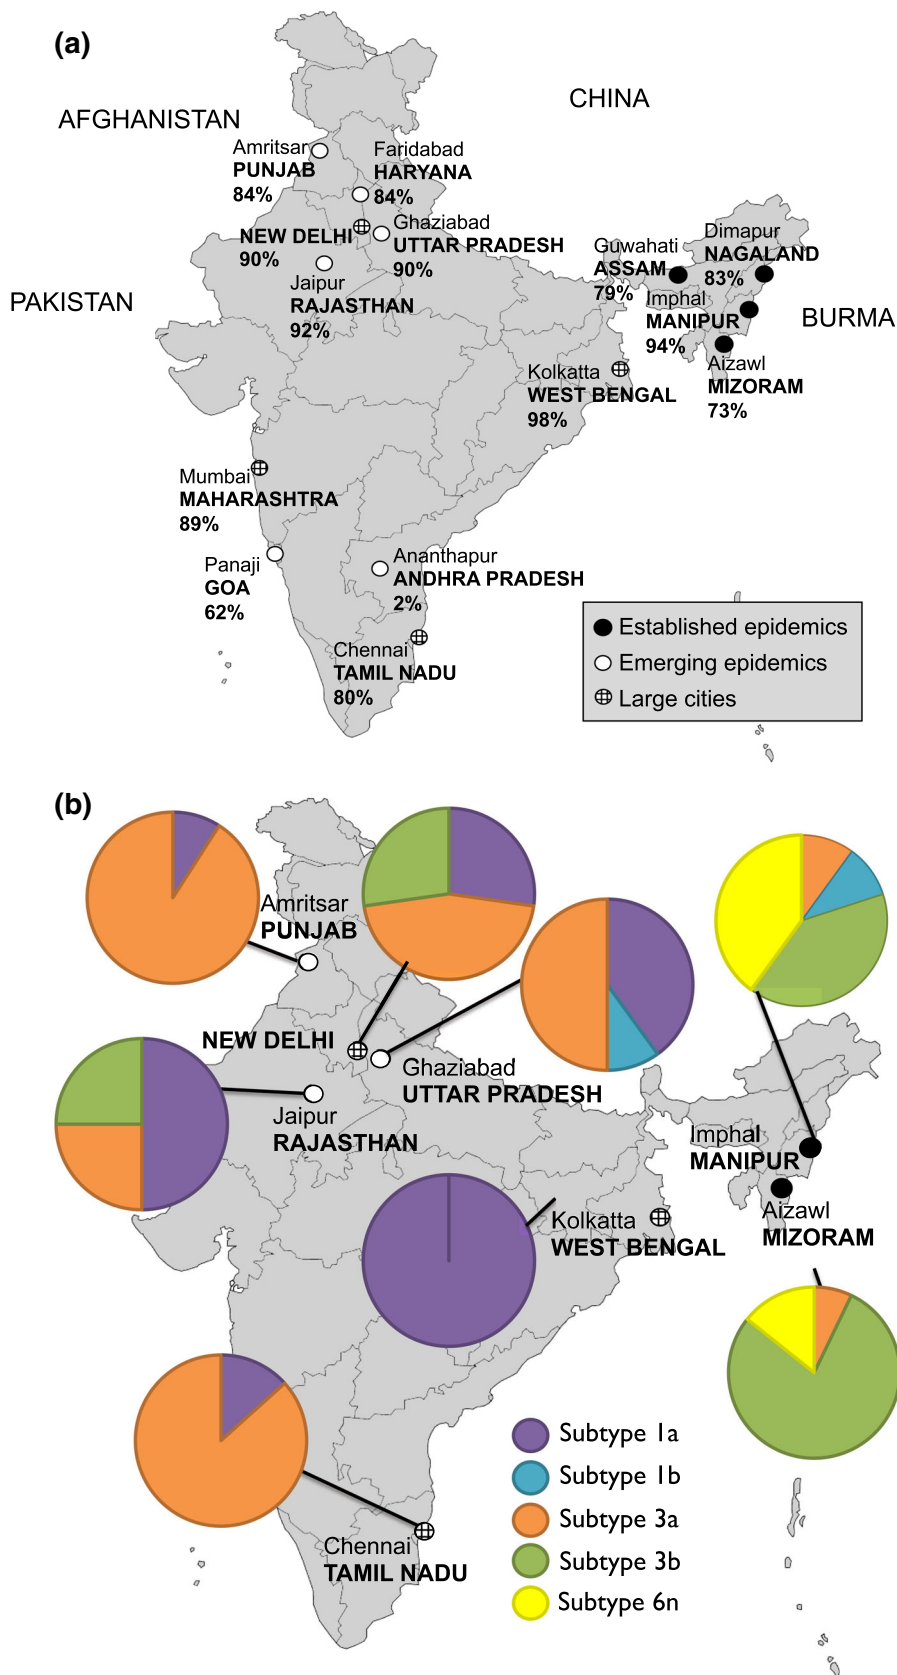 (a)
CHINA
AFGHANISTAN
Amritsar
PUNJAB
84%
Faridabad
HARYANA
84%
NEW DELHI
90%
Ghaziabad
UTTAR PRADESH
90%
Jaipur
RAJASTHAN
92%
PAKISTAN
Guwahati
ASSAM
79%
Dimapur
NAGALAND
83%
Imphal
MANIPUR
94%
BURMA
Aizawl
MIZORAM
73%
Kolkatta
WEST BENGAL
98%
Mumbai
MAHARASHTRA
89%
Panaji
GOA
62%
Ananthapur
ANDHRA PRADESH
2%
Chennai
TAMIL NADU
80%
Established epidemics
Emerging epidemics
Large cities
(b)
Amritsar
PUNJAB
NEW DELHI
Ghaziabad
UTTAR PRADESH
Jaipur
RAJASTHAN
Imphal
MANIPUR
Aizawl
MIZORAM
Kolkatta
WEST BENGAL
Chennai
TAMIL NADU
Subtype 1a
Subtype 1b
Subtype 3a
Subtype 3b
Subtype 6n